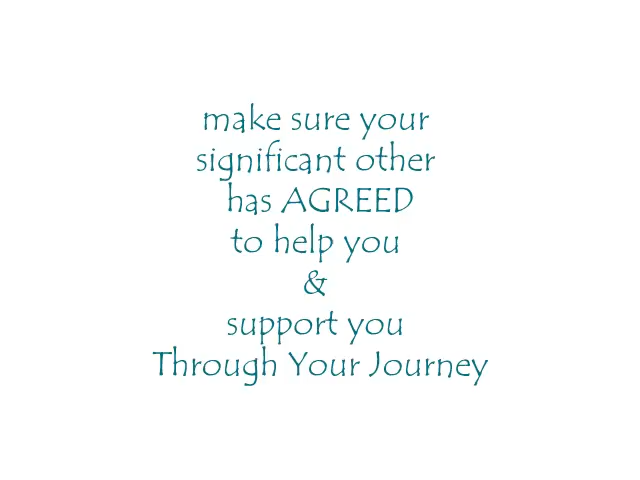 make sure your
significant other
has AGREED
to help you
&
support you
Through Your Journey